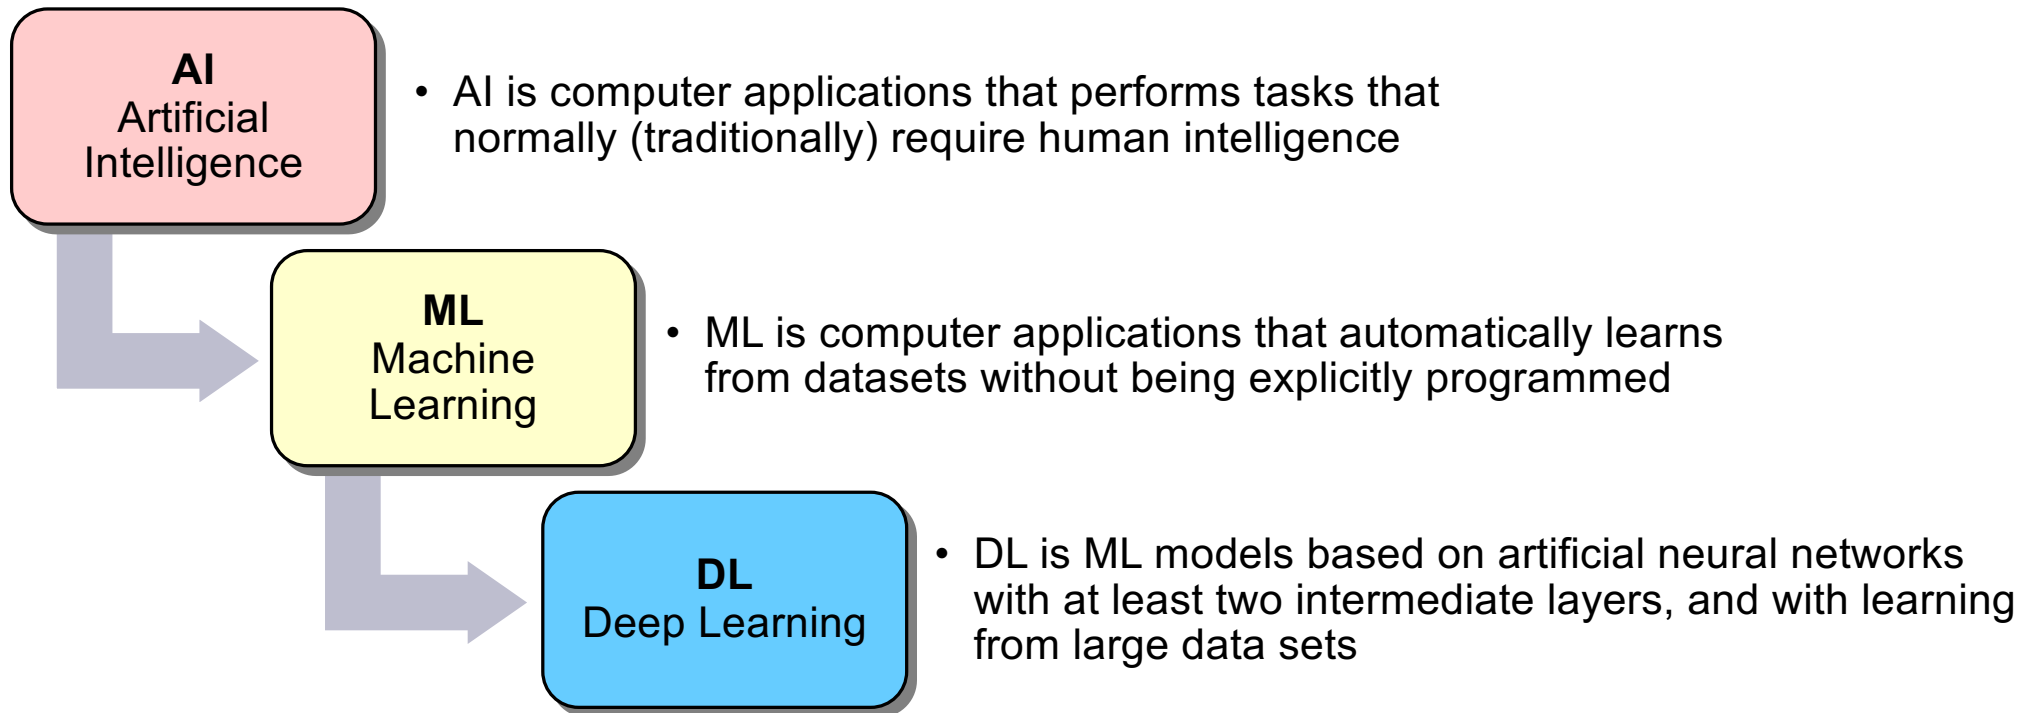 AI
Artificial
Intelligence
• AI is computer applications that performs tasks that
normally (traditionally) require human intelligence
ML
Machine
Learning
• ML is computer applications that automatically learns
from datasets without being explicitly programmed
DL
Deep Learning
• DL is ML models based on artificial neural networks
with at least two intermediate layers, and with learning
from large data sets